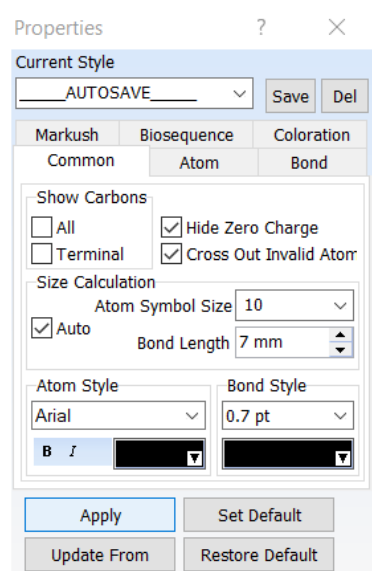 Properties ?
Current Style
_____AUTOSAVE_____ Save Del
Markush Biosequence Coloration
Common Atom Bond
Show Carbons
All Hide Zero Charge
Terminal Cross Out Invalid Atom
Size Calculation
Atom Symbol Size 10
Auto
Bond Length 7 mm
Atom Style Bond Style
Arial 0.7 pt
B I
Apply Set Default
Update From Restore Default